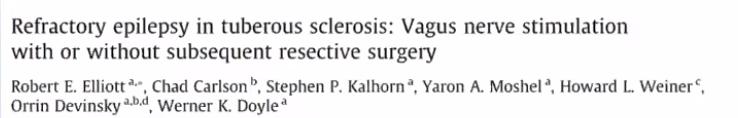 Refractory epilepsy in tuberous sclerosis: Vagus nerve stimulation
with or without subsequent resective surgery
Robert E. Elliott a,*, Chad Carlson b, Stephen P. Kalhorn a, Yaron A. Moshel a, Howard L. Weiner c,
Orrin Devinsky a,b,d, Werner K. Doyle a